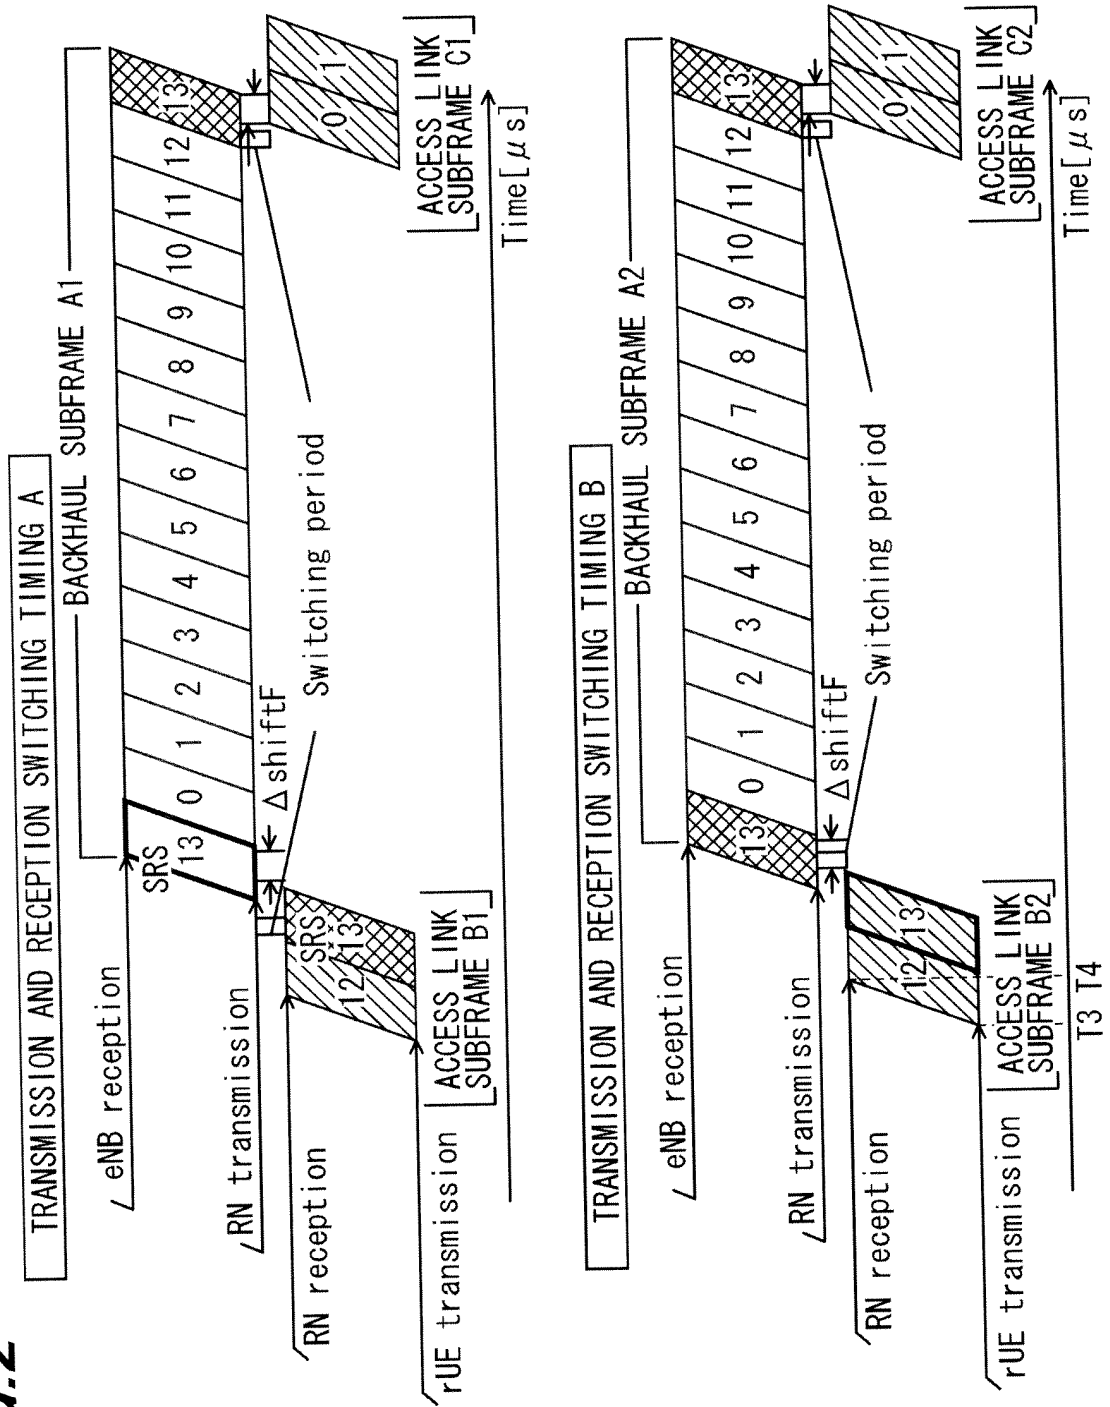 TRANSMISSION AND RECEPTION SWITCHING TIMING A
BACKHAUL SUBFRAME A1
eNB reception
SRS
13 0 1 2 3 4 5 6 7 8 9 10 11 12 13
RN transmission
ΔshiftF
Switching period
RN reception
SRS
12 13
0 1
rUE transmission
ACCESS LINK
SUBFRAME B1
ACCESS LINK
SUBFRAME C1
Time[μs]
TRANSMISSION AND RECEPTION SWITCHING TIMING B
BACKHAUL SUBFRAME A2
eNB reception
13 0 1 2 3 4 5 6 7 8 9 10 11 12 13
RN transmission
ΔshiftF
Switching period
RN reception
12 13
0 1
rUE transmission
ACCESS LINK
SUBFRAME B2
ACCESS LINK
SUBFRAME C2
T3 T4
Time[μs]